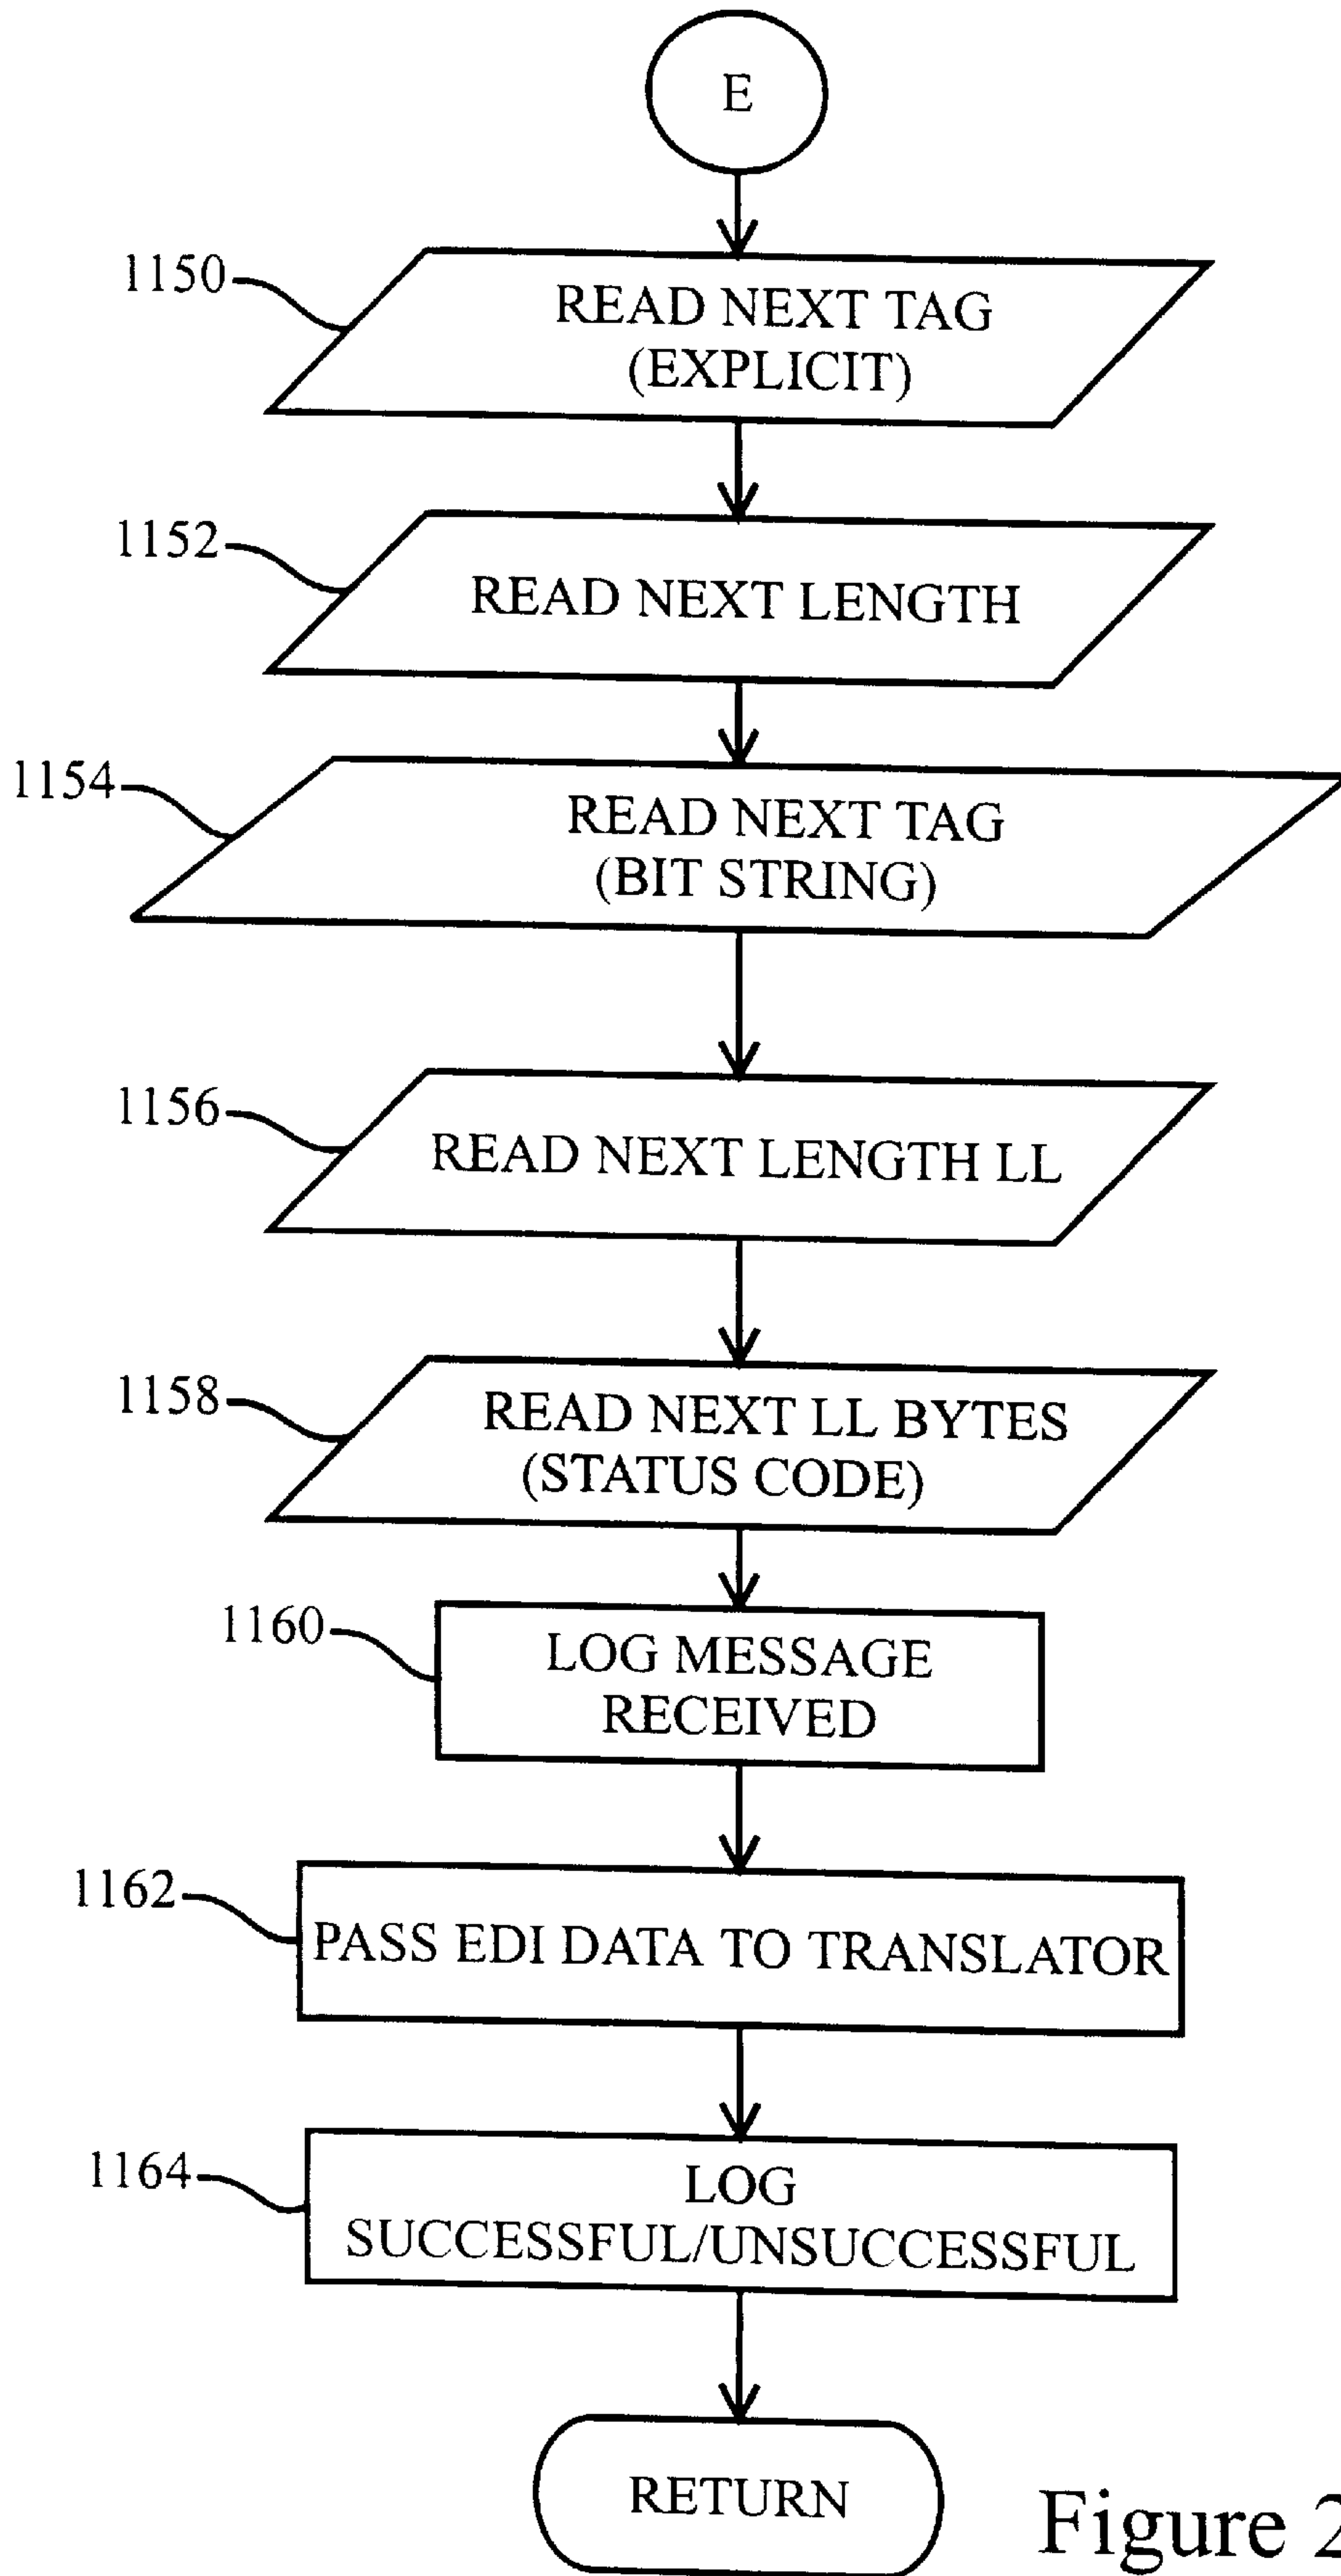 E
1150
READ NEXT TAG
(EXPLICIT)
1152
READ NEXT LENGTH
1154
READ NEXT TAG
(BIT STRING)
1156
READ NEXT LENGTH LL
1158
READ NEXT LL BYTES
(STATUS CODE)
1160
LOG MESSAGE
RECEIVED
1162
PASS EDI DATA TO TRANSLATOR
1164
LOG
SUCCESSFUL/UNSUCCESSFUL
RETURN
Figure 2